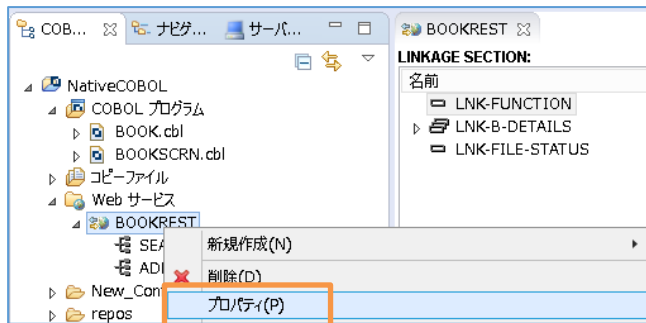 COB...
ナビゲ...
サーバ...
NativeCOBOL
COBOL プログラム
BOOK.cbl
BOOKSCRN.cbl
コピーファイル
Web サービス
BOOKREST
SEA
ADI
New_Con
repos
BOOKREST
LINKAGE SECTION:
名前
LNK-FUNCTION
LNK-B-DETAILS
LNK-FILE-STATUS
新規作成(N)
削除(D)
プロパティ(P)